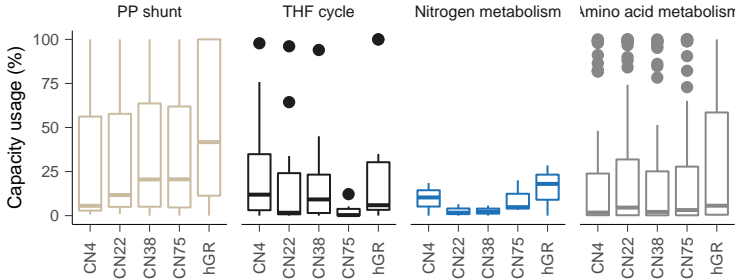 PP shunt
THF cycle
Nitrogen metabolism
Amino acid metabolism
Capacity usage (%)
100
75
50
25
0
CN4 CN22 CN38 CN75 hGR
CN4 CN22 CN38 CN75 hGR
CN4 CN22 CN38 CN75 hGR
CN4 CN22 CN38 CN75 hGR